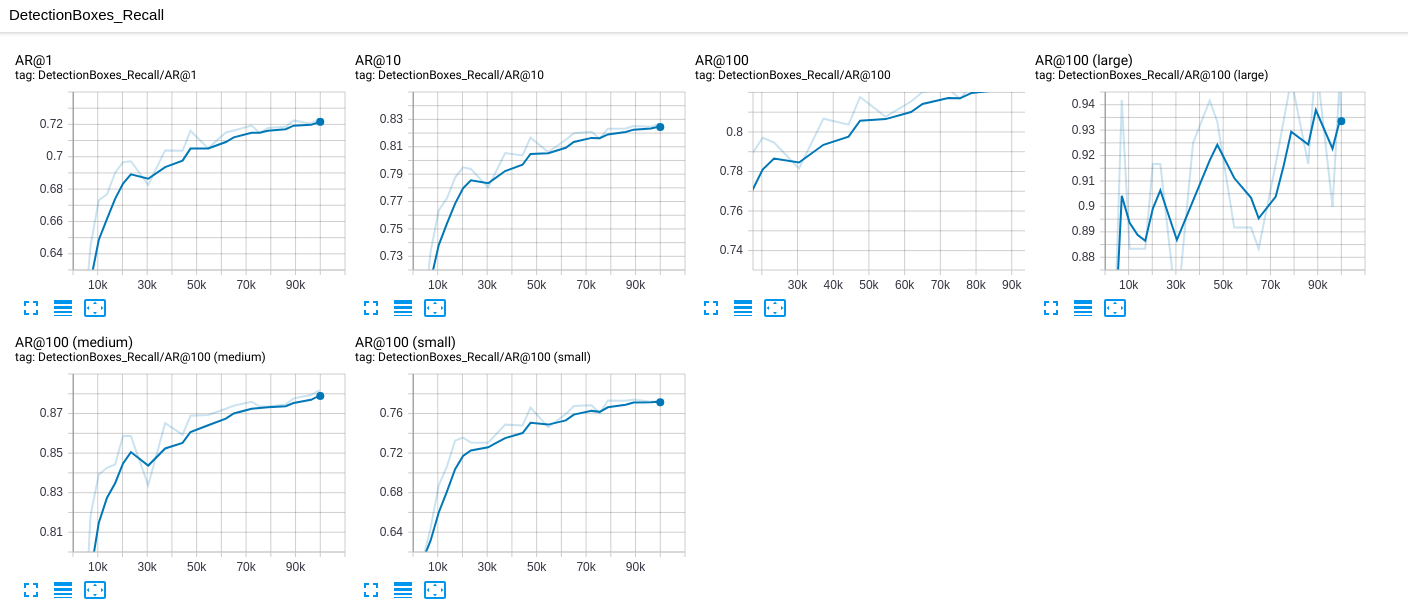 DetectionBoxes_Recall
AR@1
tag: DetectionBoxes_Recall/AR@1
0.72
0.7
0.68
0.66
0.64
10k 30k 50k 70k 90k
AR@10
tag: DetectionBoxes_Recall/AR@10
0.83
0.81
0.79
0.77
0.75
0.73
10k 30k 50k 70k 90k
AR@100
tag: DetectionBoxes_Recall/AR@100
0.8
0.78
0.76
0.74
30k 40k 50k 60k 70k 80k 90k
AR@100 (large)
tag: DetectionBoxes_Recall/AR@100 (large)
0.94
0.93
0.92
0.91
0.9
0.89
0.88
10k 30k 50k 70k 90k
AR@100 (medium)
tag: DetectionBoxes_Recall/AR@100 (medium)
0.87
0.85
0.83
0.81
10k 30k 50k 70k 90k
AR@100 (small)
tag: DetectionBoxes_Recall/AR@100 (small)
0.76
0.72
0.68
0.64
10k 30k 50k 70k 90k